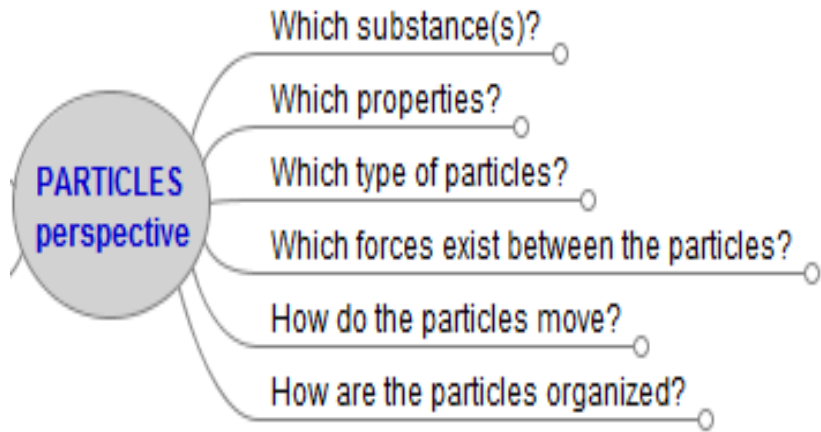 PARTICLES
perspective
Which substance(s)?
Which properties?
Which type of particles?
Which forces exist between the particles?
How do the particles move?
How are the particles organized?